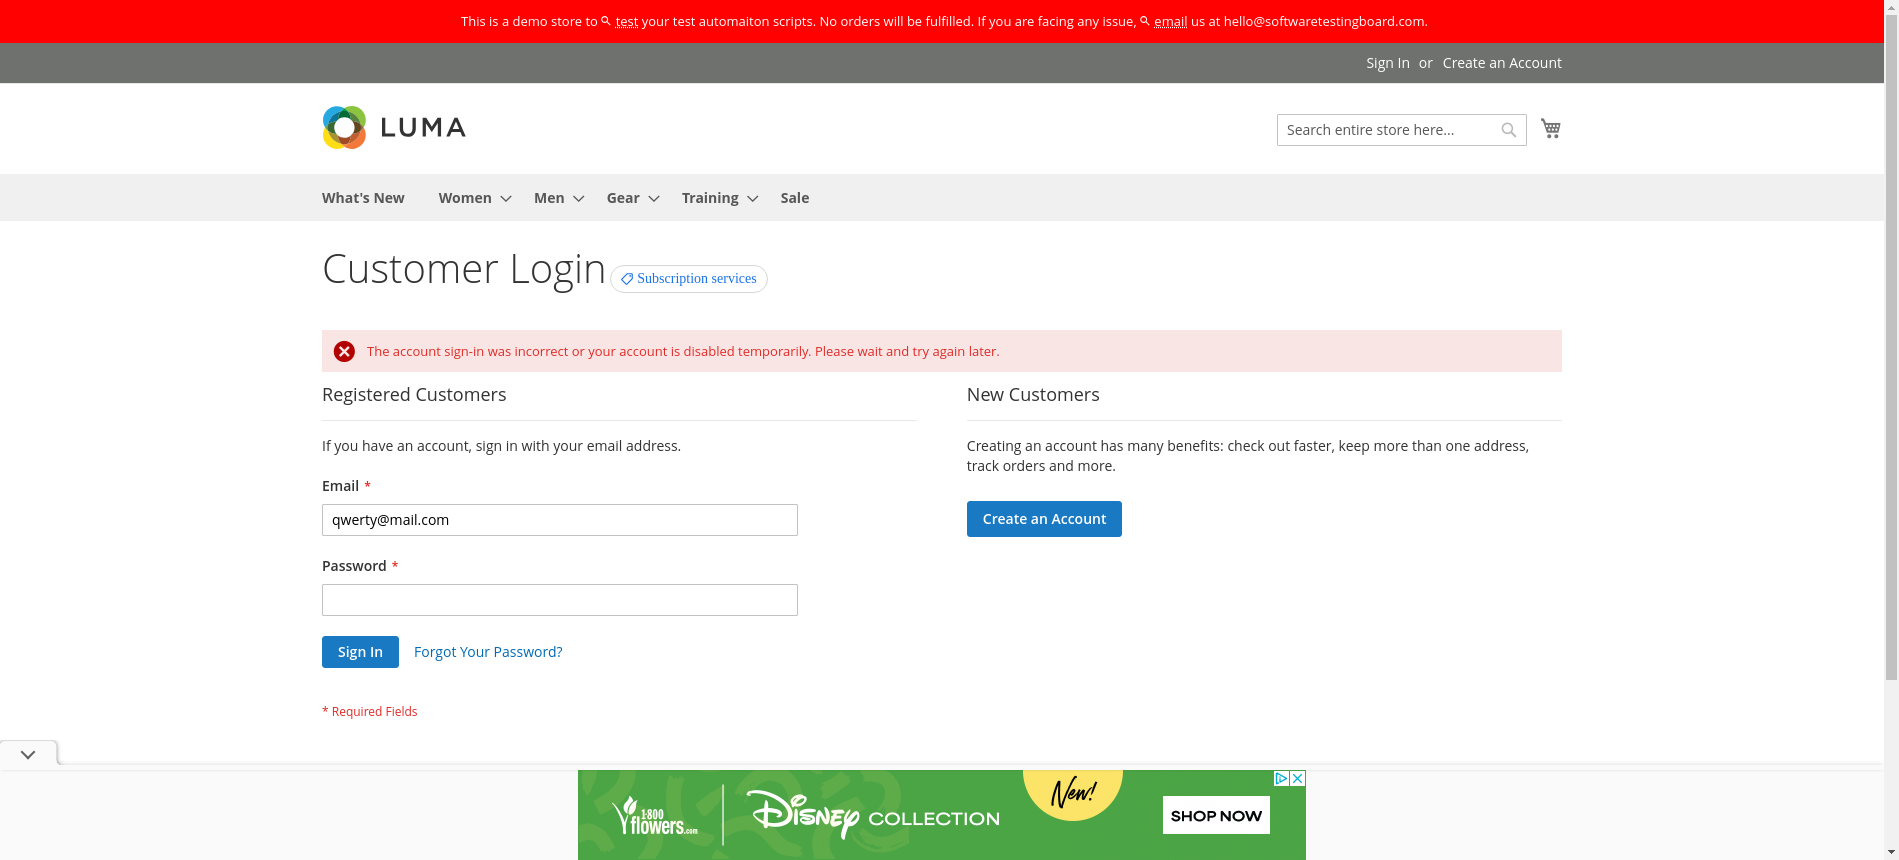 This is a demo store to test your test automaiton scripts. No orders will be fulfilled. If you are facing any issue, email us at hello@softwaretestingboard.com.
Sign In or Create an Account
LUMA
Search entire store here...
What's New Women Men Gear Training Sale
Customer Login Subscription services
The account sign-in was incorrect or your account is disabled temporarily. Please wait and try again later.
Registered Customers
If you have an account, sign in with your email address.
Email *
qwerty@mail.com
Password *
Sign In Forgot Your Password?
* Required Fields
New Customers
Creating an account has many benefits: check out faster, keep more than one address,
track orders and more.
Create an Account
1-800
flowers.com
Disney COLLECTION
New!
SHOP NOW